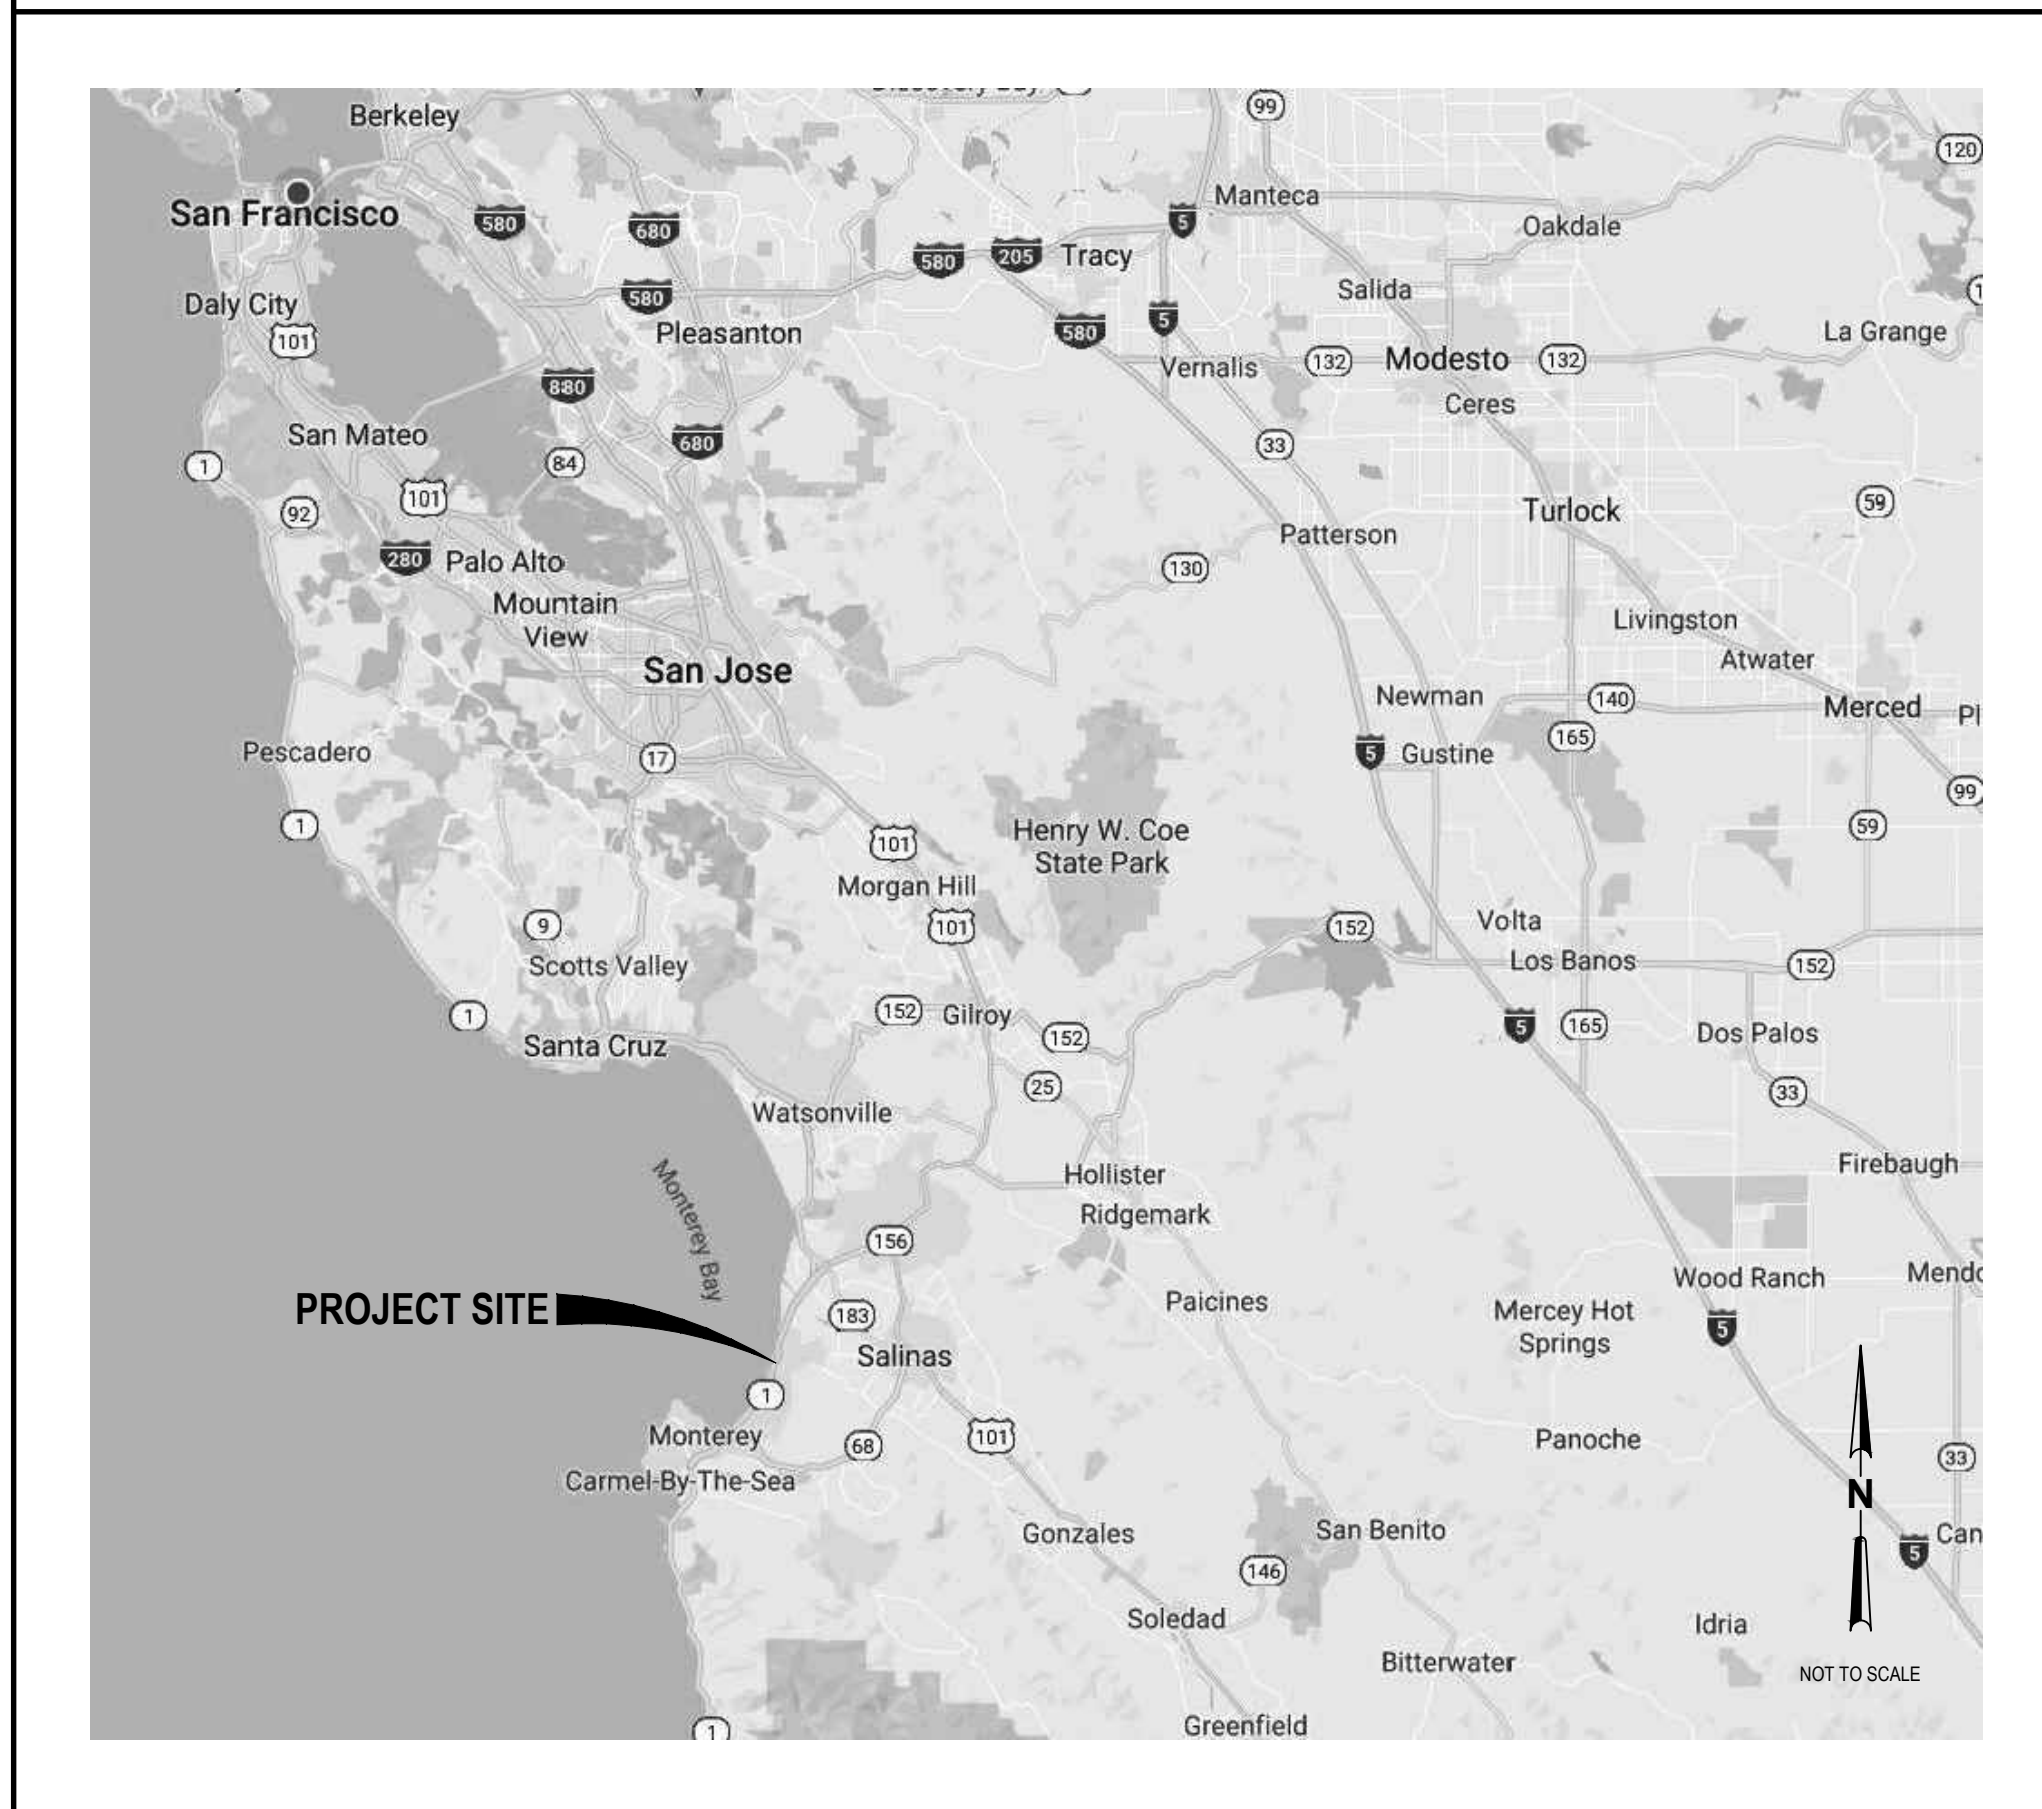 Berkeley
99
120
San Francisco
580
680
5
Manteca
Oakdale
580
205
Tracy
Daly City
580
Salida
101
Pleasanton
580
5
La Grange
Vernalis
132
Modesto
132
880
Ceres
San Mateo
680
33
1
84
101
92
Turlock
59
280
Palo Alto
Patterson
130
Mountain
View
Livingston
San Jose
Atwater
Newman
140
Merced
Pl
Pescadero
17
5
Gustine
165
99
1
101
Henry W. Coe
State Park
59
Morgan Hill
9
101
152
Volta
Scotts Valley
Los Banos
152
1
152
Gilroy
152
5
165
Dos Palos
Santa Cruz
25
33
Watsonville
Monterey Bay
Hollister
Firebaugh
Ridgemark
156
Wood Ranch
Mendo
PROJECT SITE
183
Paicines
Mercey Hot
Springs
5
Salinas
1
Monterey
68
101
Panoche
33
Carmel-By-The-Sea
N
Gonzales
San Benito
5
Can
146
Soledad
Idria
Bitterwater
NOT TO SCALE
1
Greenfield